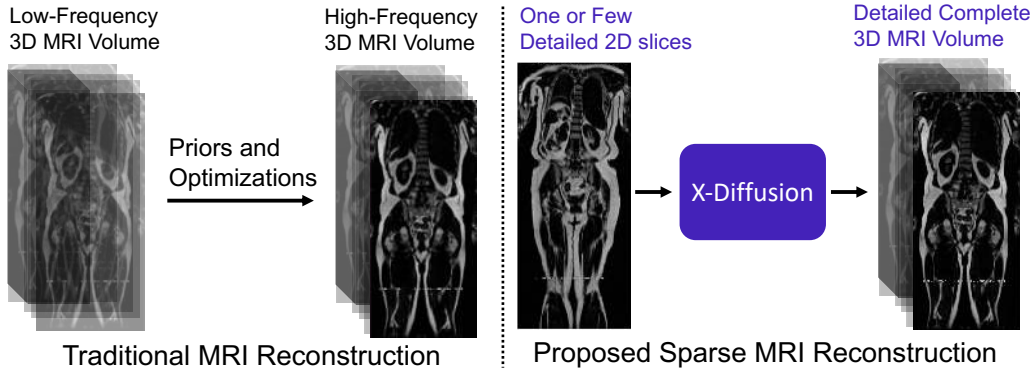 Low-Frequency
3D MRI Volume
Priors and
Optimizations
High-Frequency
3D MRI Volume
Traditional MRI Reconstruction
One or Few
Detailed 2D slices
X-Diffusion
Detailed Complete
3D MRI Volume
Proposed Sparse MRI Reconstruction